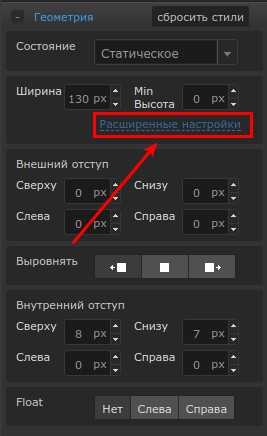 - Геометрия сбросить стили
Состояние Статическое
Ширина 130 px Min Высота 0 px
Расширенные настройки
Внешний отступ
Сверху 0 px Снизу 0 px
Слева 0 px Справа 0 px
Выровнять
Внутренний отступ
Сверху 8 px Снизу 7 px
Слева 0 px Справа 0 px
Float Нет Слева Справа